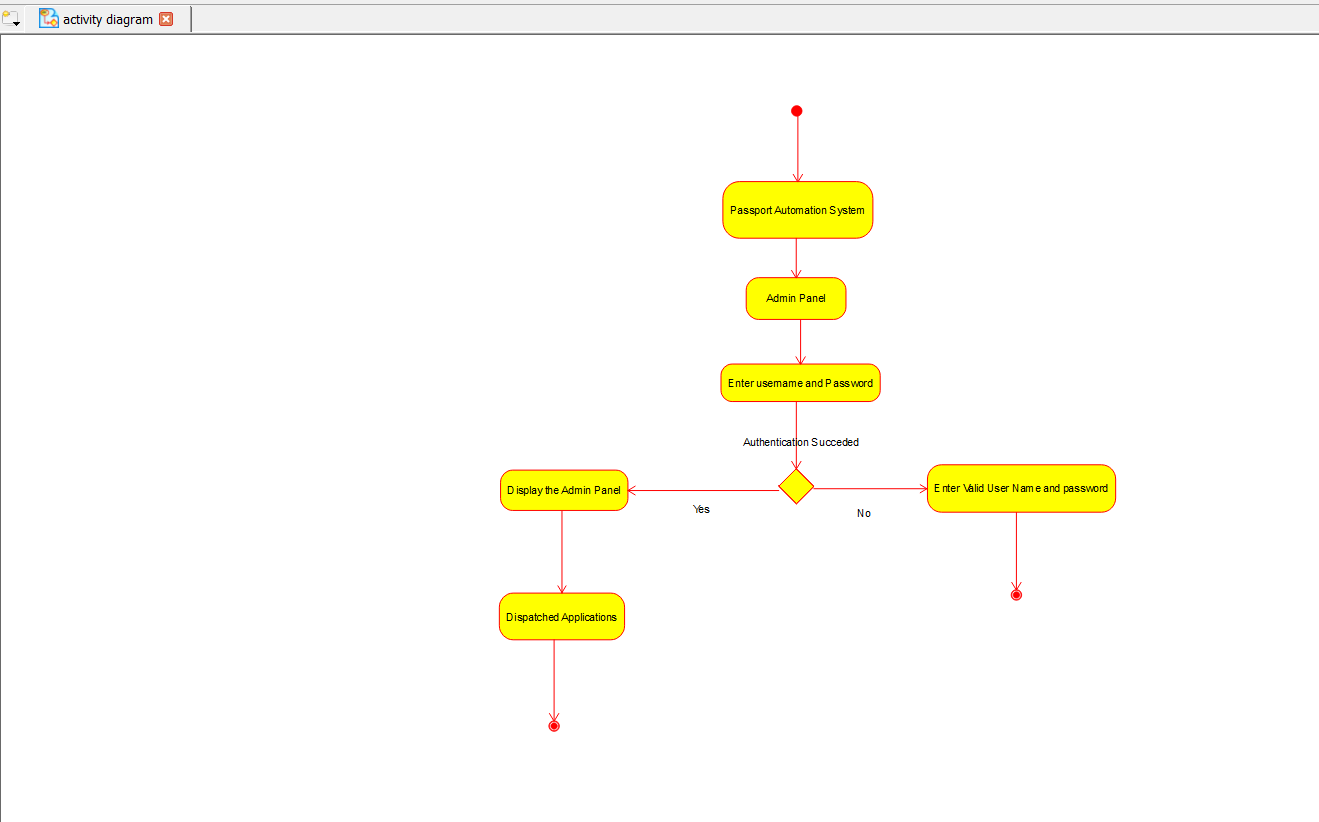 activity diagram
Passport Automation System
Admin Panel
Enter username and Password
Authentication Succeded
Display the Admin Panel
Enter Valid User Name and password
Yes
No
Dispatched Applications